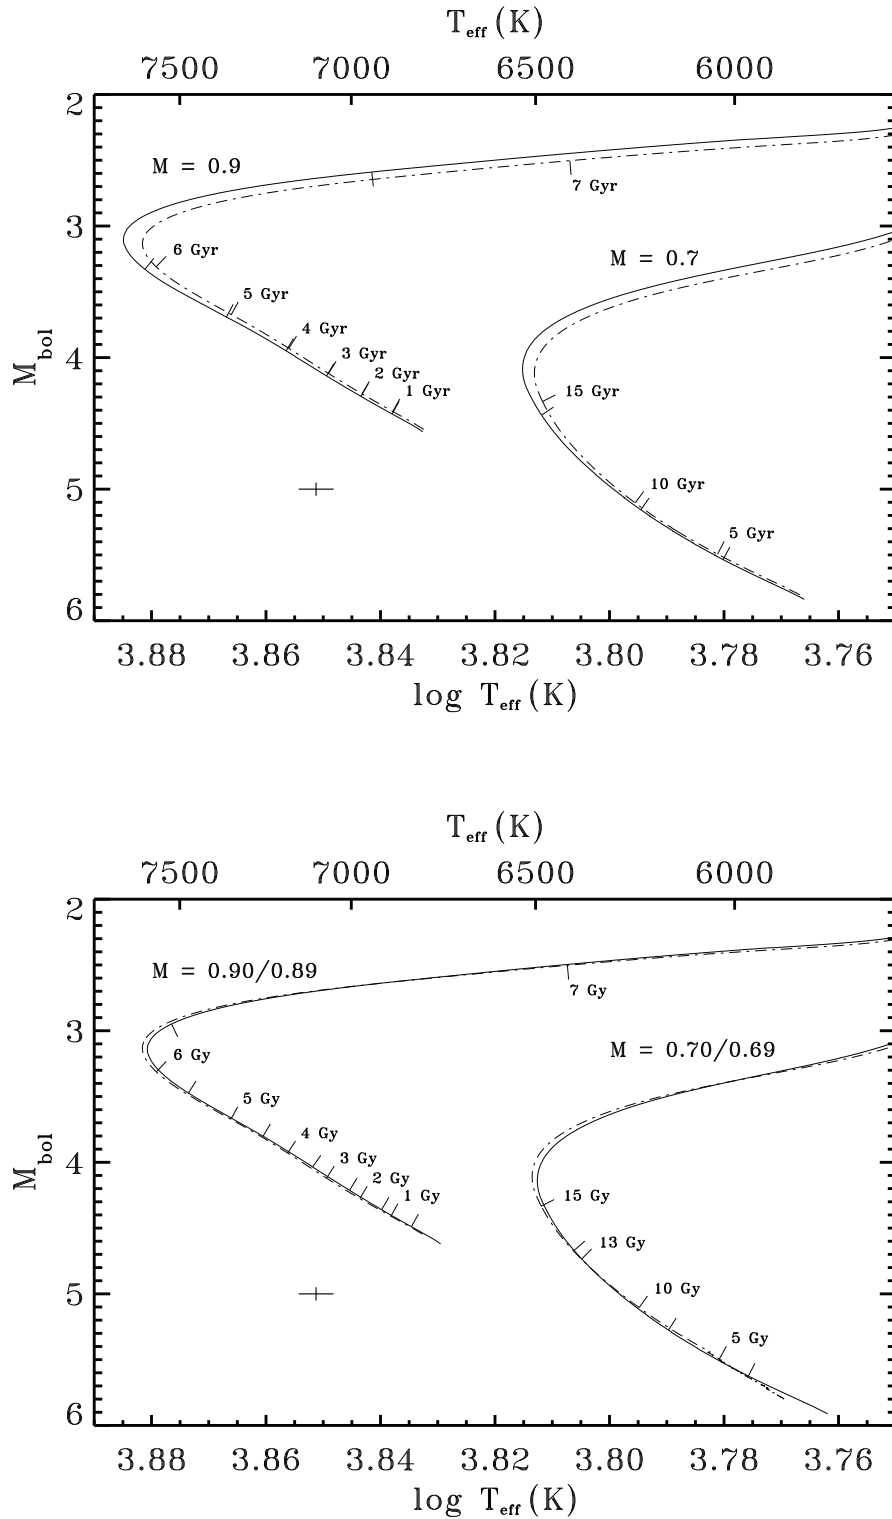 T_eff (K)
7500 7000 6500 6000
2
M = 0.9
7 Gyr
3
6 Gyr
M = 0.7
5 Gyr
4 Gyr
3 Gyr
4
2 Gyr
1 Gyr
15 Gyr
M_bol
10 Gyr
5
5 Gyr
6
3.88 3.86 3.84 3.82 3.80 3.78 3.76
log T_eff (K)
T_eff (K)
7500 7000 6500 6000
2
M = 0.90/0.89
7 Gy
3
6 Gy
M = 0.70/0.69
5 Gy
4 Gy
3 Gy
4
2 Gy
1 Gy
15 Gy
M_bol
13 Gy
10 Gy
5
5 Gy
6
3.88 3.86 3.84 3.82 3.80 3.78 3.76
log T_eff (K)